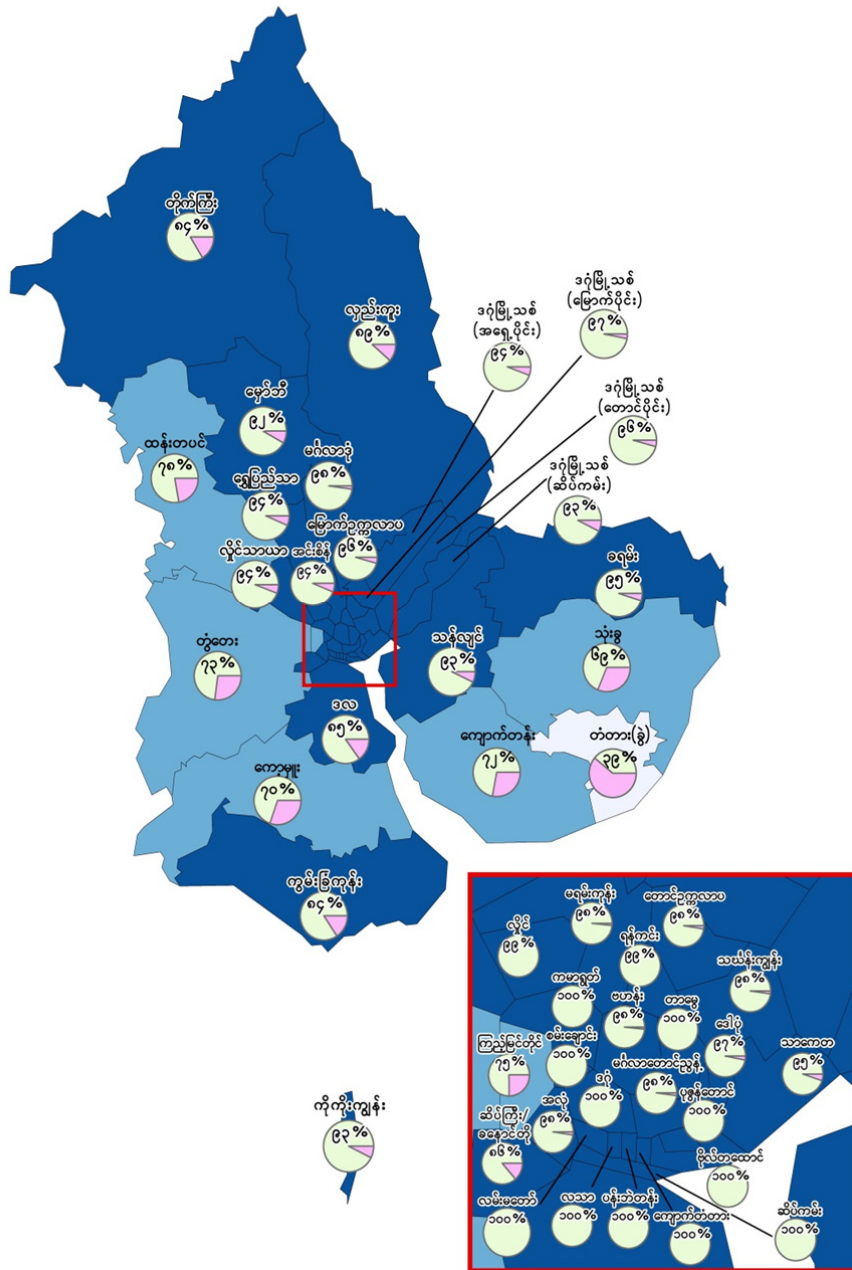 တိုက်ကြီး
၈၄%
လှည်းကူး
၈၉%
ဒဂုံမြို့သစ်
(အရှေ့ပိုင်း)
၉၄%
ဒဂုံမြို့သစ်
(မြောက်ပိုင်း)
၉၇%
ဒဂုံမြို့သစ်
(တောင်ပိုင်း)
၉၆%
ဒဂုံမြို့သစ်
(ဆိပ်ကမ်း)
၉၃%
မှော်ဘီ
၉၂%
ထန်းတပင်
၇၈%
မင်္ဂလာဒုံ
၉၈%
ရွှေပြည်သာ
၉၄%
မြောက်ဥက္ကလာပ
၉၆%
လှိုင်သာယာ
၉၄%
အင်းစိန်
၉၄%
ခရမ်း
၉၅%
တွံတေး
၇၃%
သန်လျင်
၉၃%
သုံးခွ
၆၉%
ဒလ
၈၅%
ကျောက်တန်း
၇၂%
တံတား(ခွဲ)
၃၉%
ကော့မှူး
၇၀%
ကွမ်းခြံကုန်း
၈၄%
ကိုကိုးကျွန်း
၉၃%
မရမ်းကုန်း
၉၈%
တောင်ဥက္ကလာပ
၉၈%
လှိုင်
၉၉%
ရန်ကင်း
၉၉%
သင်္ဃန်းကျွန်း
၉၈%
ကမာရွတ်
၁၀၀%
ဗဟန်း
၉၈%
တာမွေ
၁၀၀%
ဒေါပုံ
၉၇%
သာကေတ
၉၅%
ကြည့်မြင်တိုင်
၇၅%
စမ်းချောင်း
၁၀၀%
ဒဂုံ
၁၀၀%
မင်္ဂလာတောင်ညွန့်
၉၈%
ပုဇွန်တောင်
၁၀၀%
ဆိပ်ကြီး/
ခနောင်တို
၈၆%
အလုံ
၉၈%
ဗိုလ်တထောင်
၁၀၀%
လမ်းမတော်
၁၀၀%
လသာ
၁၀၀%
ပန်းဘဲတန်း
၁၀၀%
ကျောက်တံတား
၁၀၀%
ဆိပ်ကမ်း
၁၀၀%